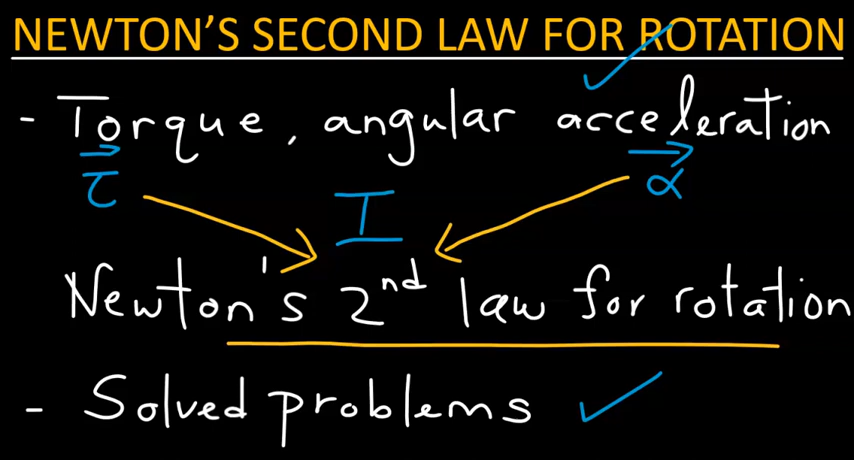 NEWTON'S SECOND LAW FOR ROTATION
- Torque, angular acceleration
τ I α
Newton's 2nd law for rotation
- Solved problems